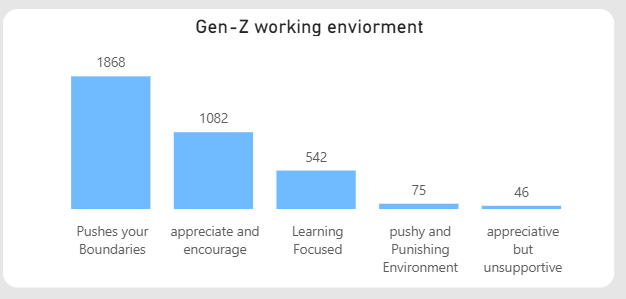 Gen-Z working enviorment
1868
1082
542
75
46
Pushes your
Boundaries
appreciate and
encourage
Learning
Focused
pushy and
Punishing
Environment
appreciative
but
unsupportive